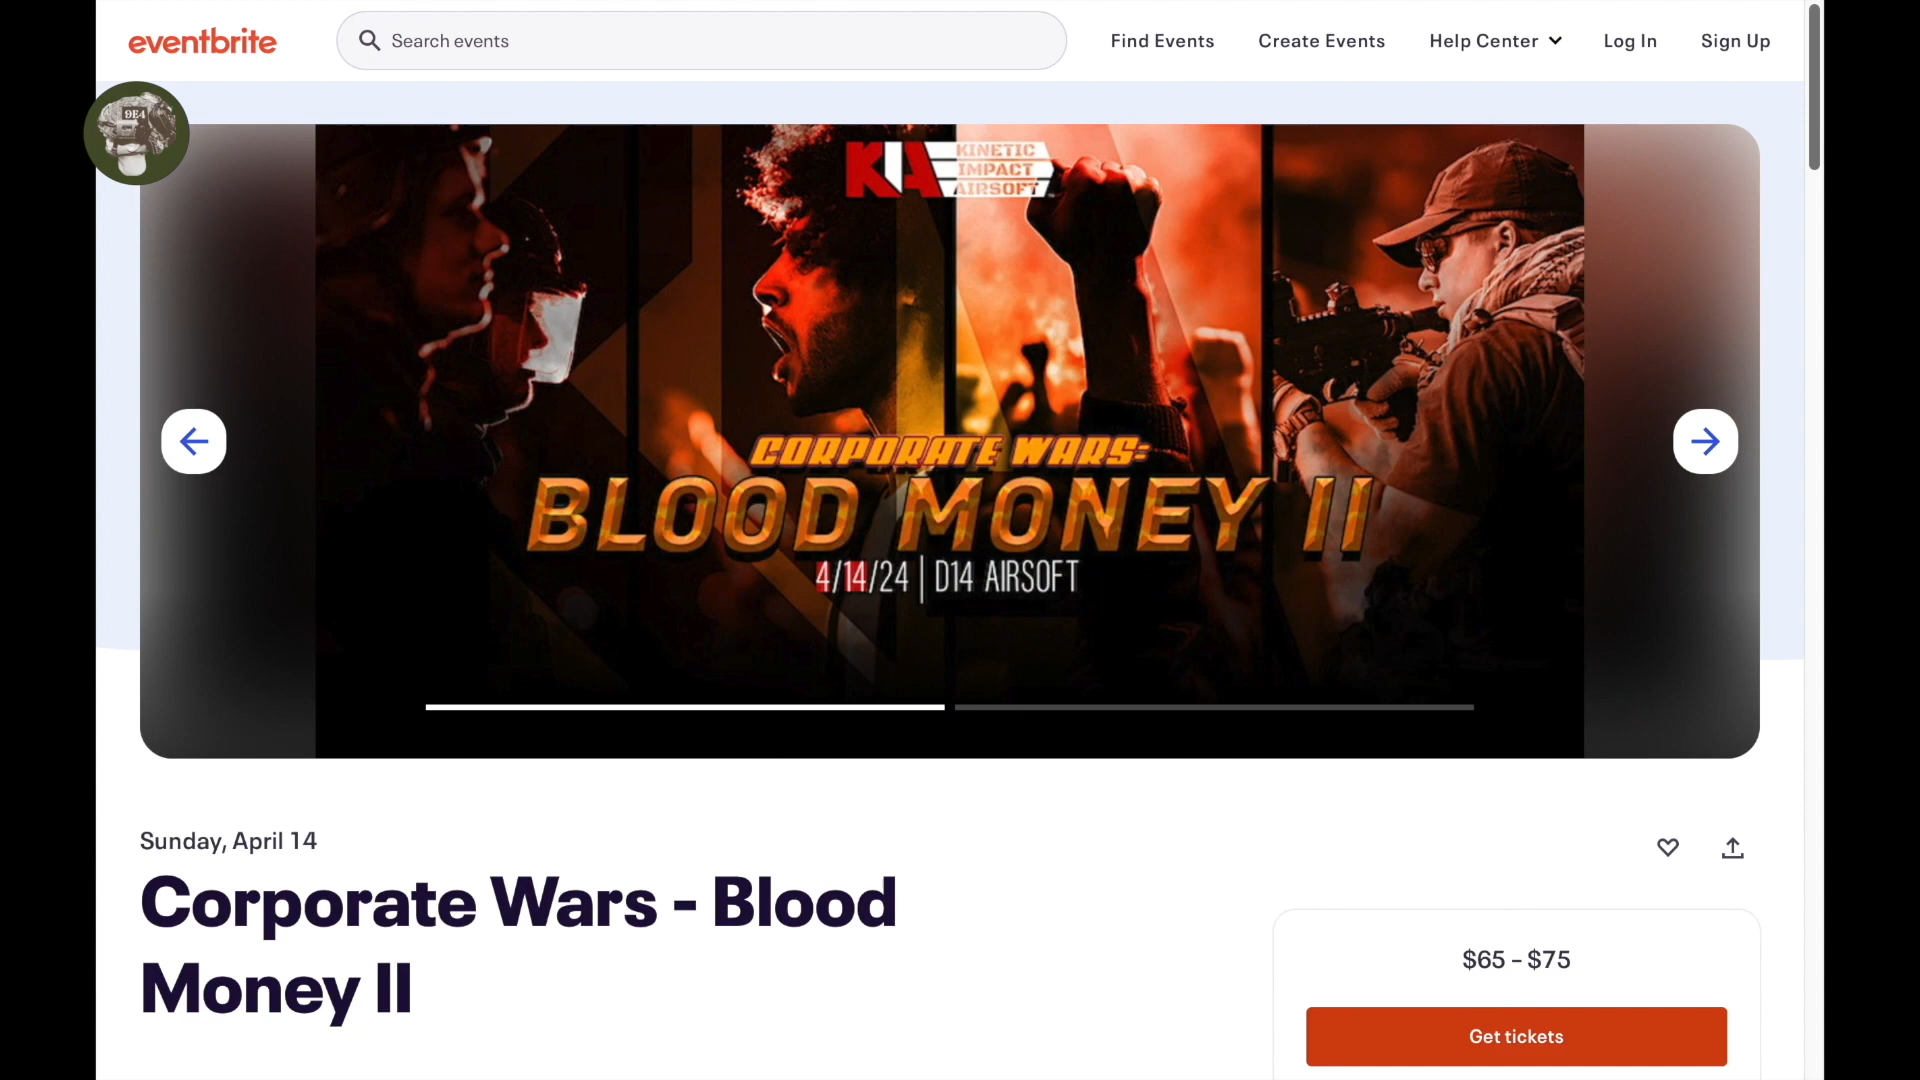 eventbrite
Search events
Find Events
Create Events
Help Center
Log In
Sign Up
9E4
KIA
KINETIC
IMPACT
AIRSOFT
CORPORATE WARS:
BLOOD MONEY II
4/14/24 | D14 AIRSOFT
Sunday, April 14
Corporate Wars - Blood
Money II
$65 – $75
Get tickets